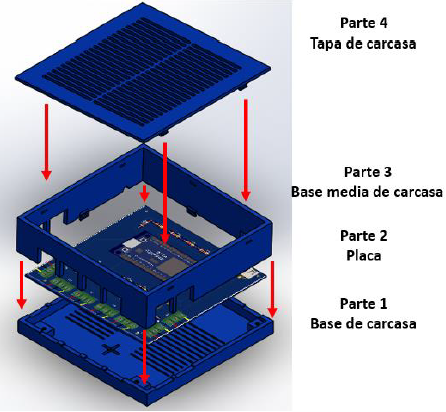 Parte 4
Tapa de carcasa
Parte 3
Base media de carcasa
Parte 2
Placa
Parte 1
Base de carcasa